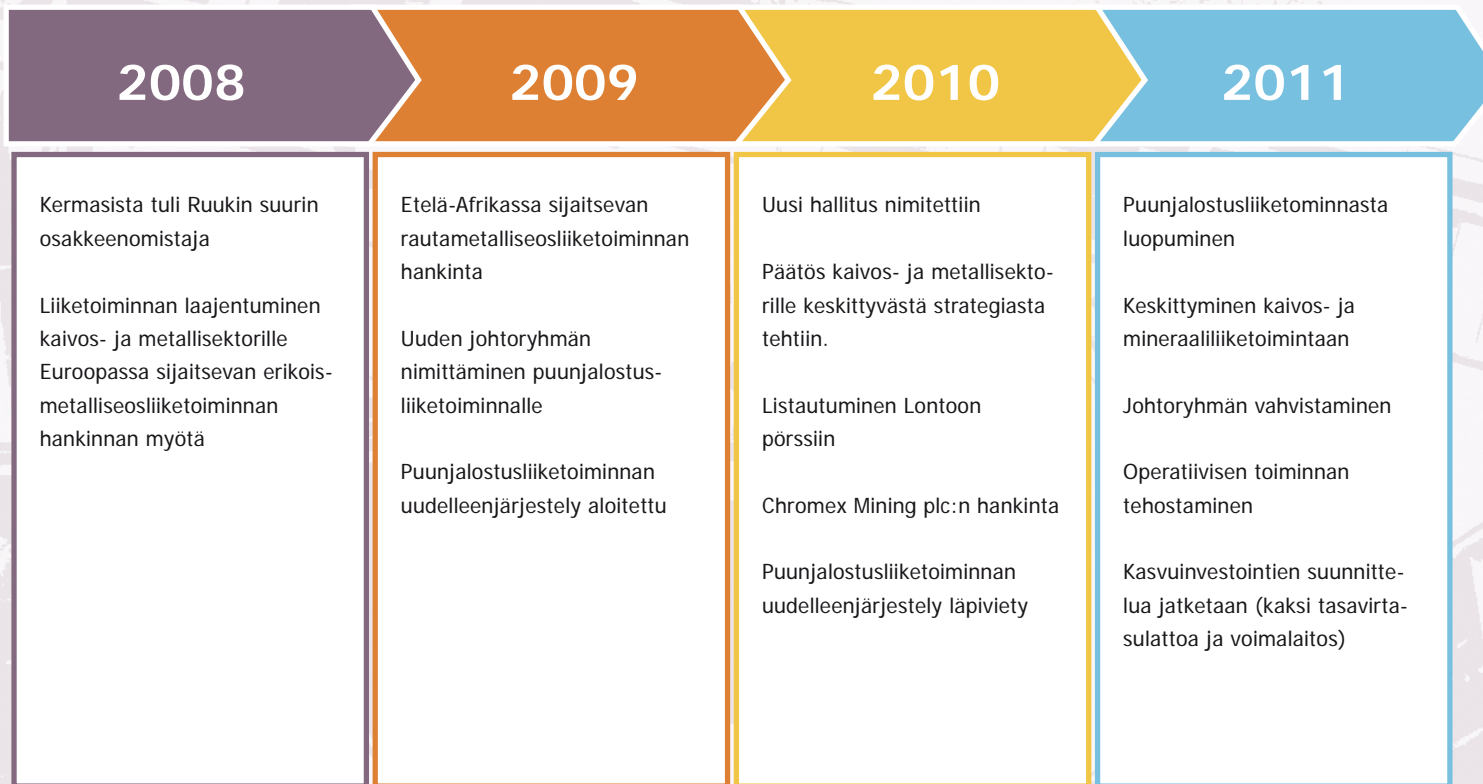 2008
2009
2010
2011
Kermasista tuli Ruukin suurin
osakkeenomistaja
Liiketoiminnan laajentuminen
kaivos- ja metallisektorille
Euroopassa sijaitsevan erikois-
metalliseosliiketoiminnan
hankinnan myötä
Etelä-Afrikassa sijaitsevan
rautametalliseosliiketoiminnan
hankinta
Uuden johtoryhmän
nimittäminen puunjalostus-
liiketoiminnalle
Puunjalostusliiketoiminnan
uudelleenjärjestely aloitettu
Uusi hallitus nimitettiin
Päätös kaivos- ja metallisekto-
rille keskittyvästä strategiasta
tehtiin.
Listautuminen Lontoon
pörssiin
Chromex Mining plc:n hankinta
Puunjalostusliiketoiminnan
uudelleenjärjestely läpiviety
Puunjalostusliiketominnasta
luopuminen
Keskittyminen kaivos- ja
mineraaliliiketoimintaan
Johtoryhmän vahvistaminen
Operatiivisen toiminnan
tehostaminen
Kasvuinvestointien suunnitte-
lua jatketaan (kaksi tasavirta-
sulattoa ja voimalaitos)